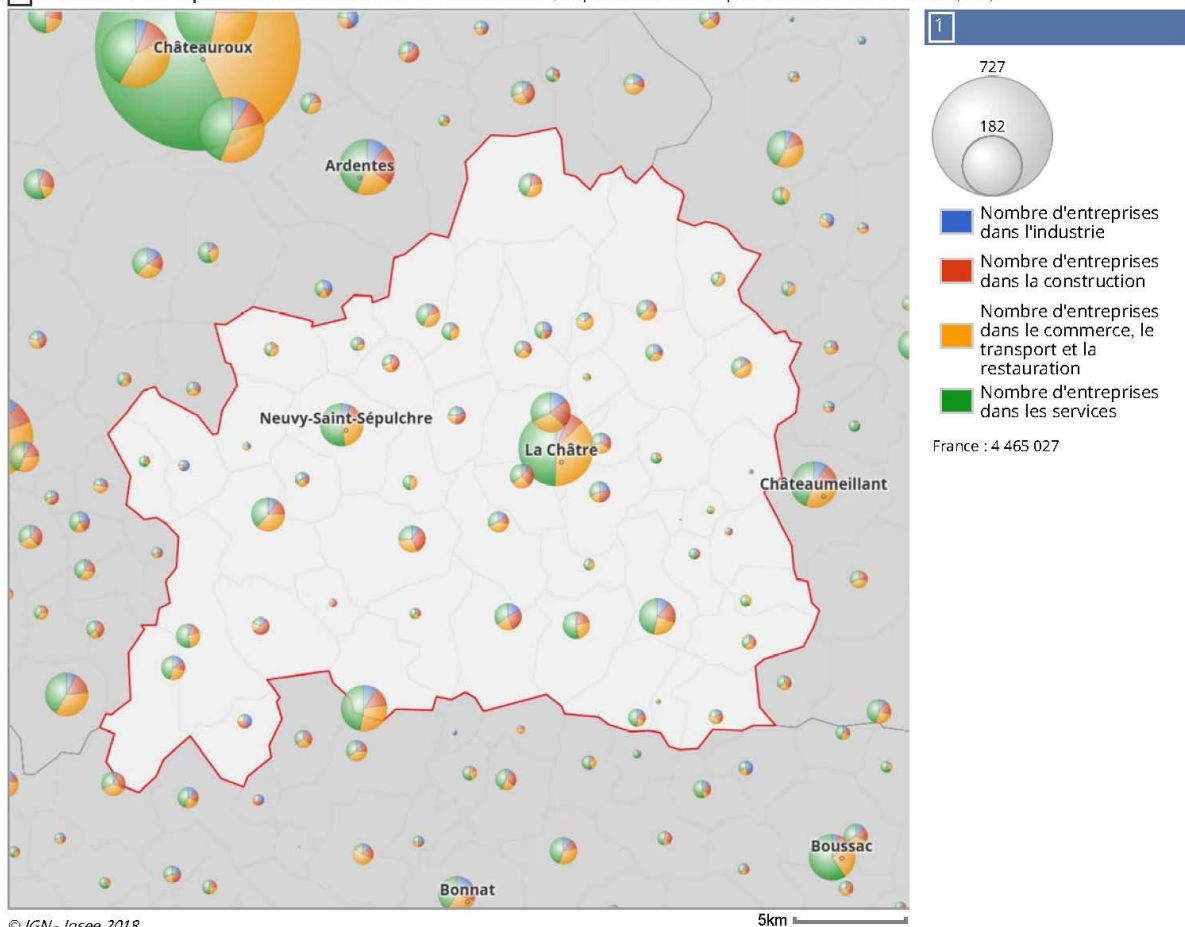 1
Châteauroux
Ardentes
Neuvy-Saint-Sépulchre
La Châtre
Châteaumeillant
Boussac
Bonnat
727
182
Nombre d'entreprises
dans l'industrie
Nombre d'entreprises
dans la construction
Nombre d'entreprises
dans le commerce, le
transport et la
restauration
Nombre d'entreprises
dans les services
France : 4 465 027
5km
© IGN - Insee 2018